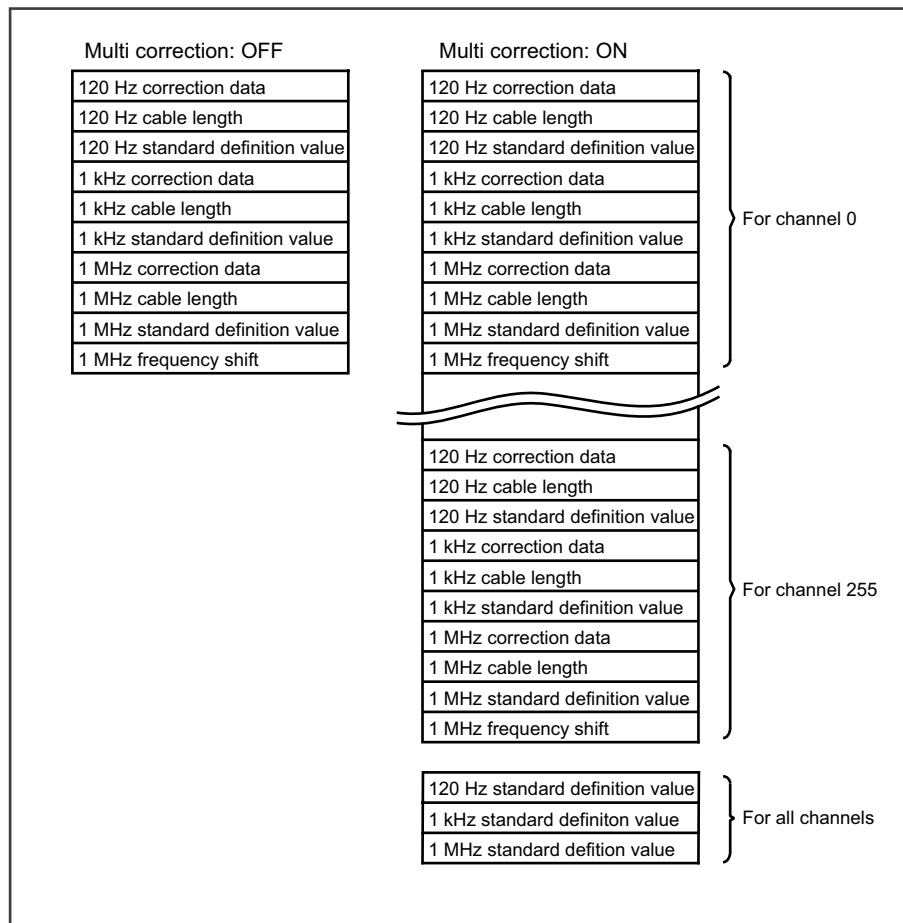 Multi correction: OFF
120 Hz correction data
120 Hz cable length
120 Hz standard definition value
1 kHz correction data
1 kHz cable length
1 kHz standard definition value
1 MHz correction data
1 MHz cable length
1 MHz standard definition value
1 MHz frequency shift
Multi correction: ON
120 Hz correction data
120 Hz cable length
120 Hz standard definition value
1 kHz correction data
1 kHz cable length
1 kHz standard definition value
1 MHz correction data
1 MHz cable length
1 MHz standard definition value
1 MHz frequency shift
For channel 0
120 Hz correction data
120 Hz cable length
120 Hz standard definition value
1 kHz correction data
1 kHz cable length
1 kHz standard definition value
1 MHz correction data
1 MHz cable length
1 MHz standard definition value
1 MHz frequency shift
For channel 255
120 Hz standard definition value
1 kHz standard definiton value
1 MHz standard defition value
For all channels